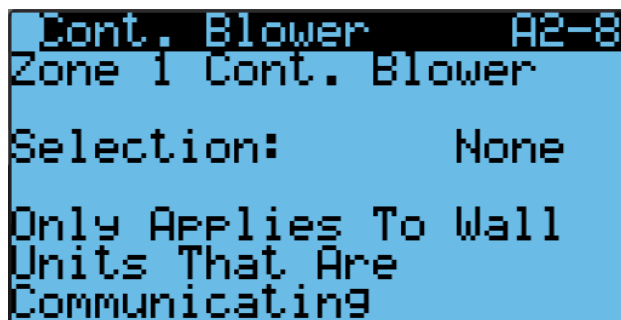 Cont. Blower A2-8
Zone 1 Cont. Blower
Selection: None
Only Applies To Wall
Units That Are
Communicating